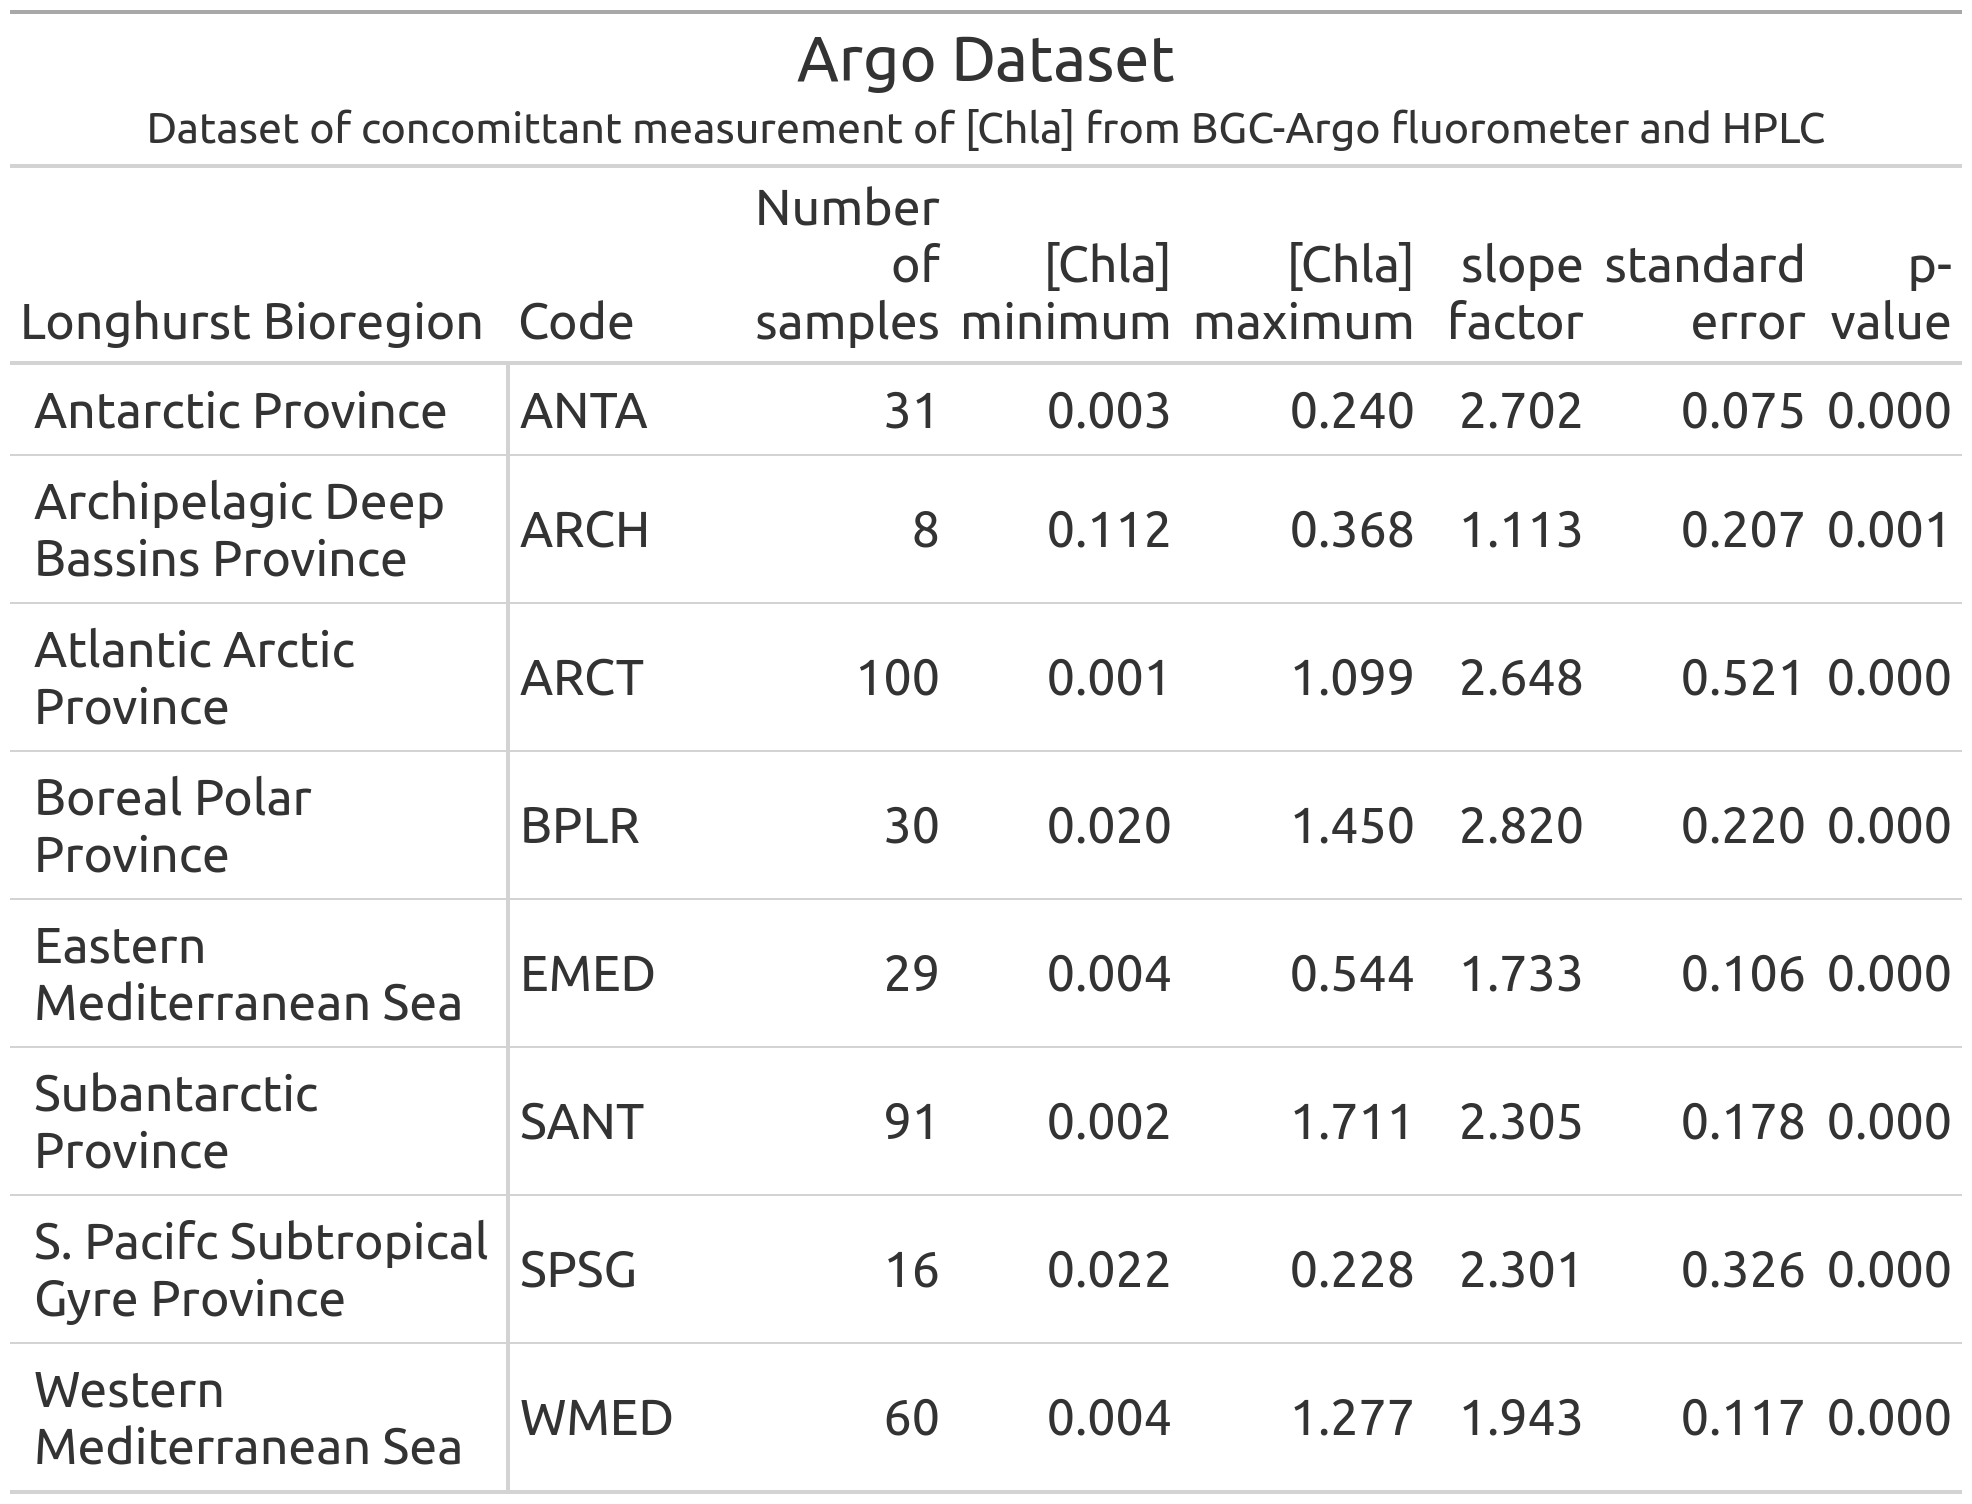 Argo Dataset
Dataset of concomittant measurement of [Chla] from BGC-Argo fluorometer and HPLC
Longhurst Bioregion Code Number of samples [Chla] minimum [Chla] maximum slope factor standard error p-value
Antarctic Province ANTA 31 0.003 0.240 2.702 0.075 0.000
Archipelagic Deep
Bassins Province ARCH 8 0.112 0.368 1.113 0.207 0.001
Atlantic Arctic
Province ARCT 100 0.001 1.099 2.648 0.521 0.000
Boreal Polar
Province BPLR 30 0.020 1.450 2.820 0.220 0.000
Eastern
Mediterranean Sea EMED 29 0.004 0.544 1.733 0.106 0.000
Subantarctic
Province SANT 91 0.002 1.711 2.305 0.178 0.000
S. Pacifc Subtropical
Gyre Province SPSG 16 0.022 0.228 2.301 0.326 0.000
Western
Mediterranean Sea WMED 60 0.004 1.277 1.943 0.117 0.000